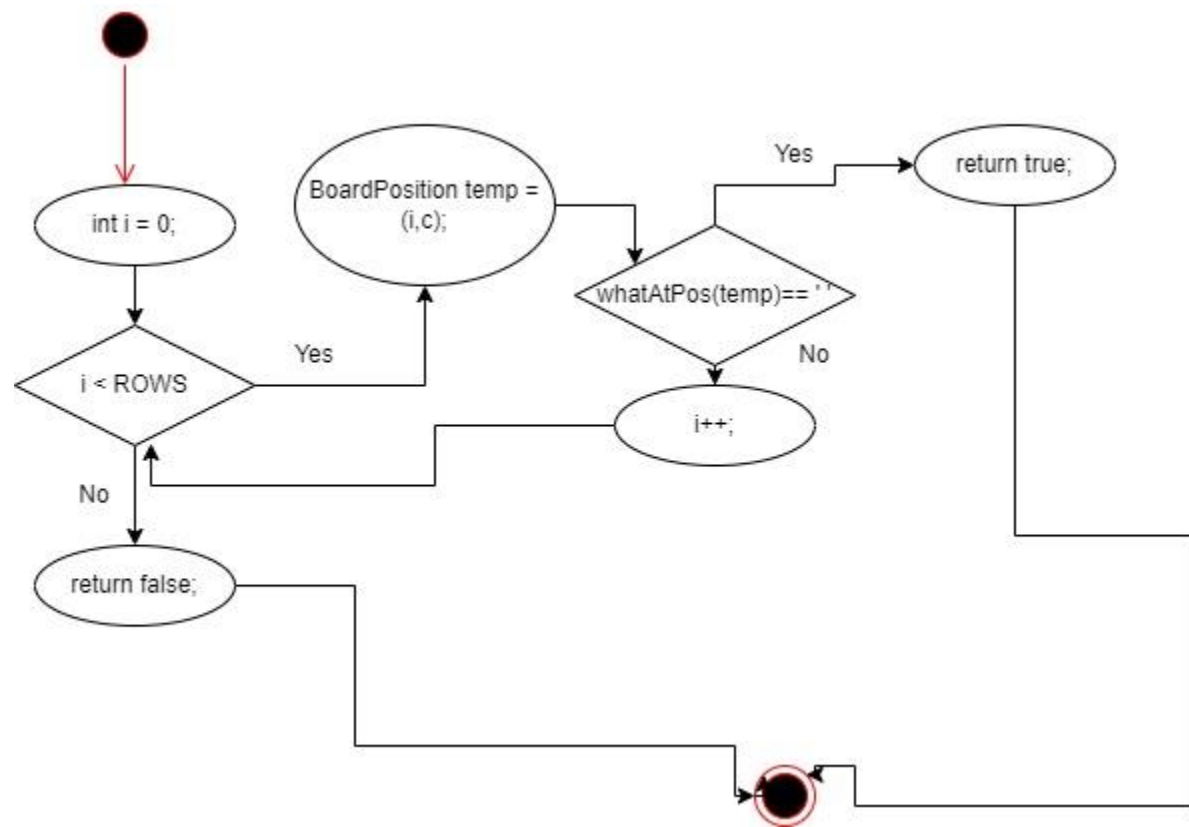 int i = 0;
i < ROWS
Yes
BoardPosition temp =
(i,c);
whatAtPos(temp)== ' '
Yes
return true;
No
i++;
No
return false;